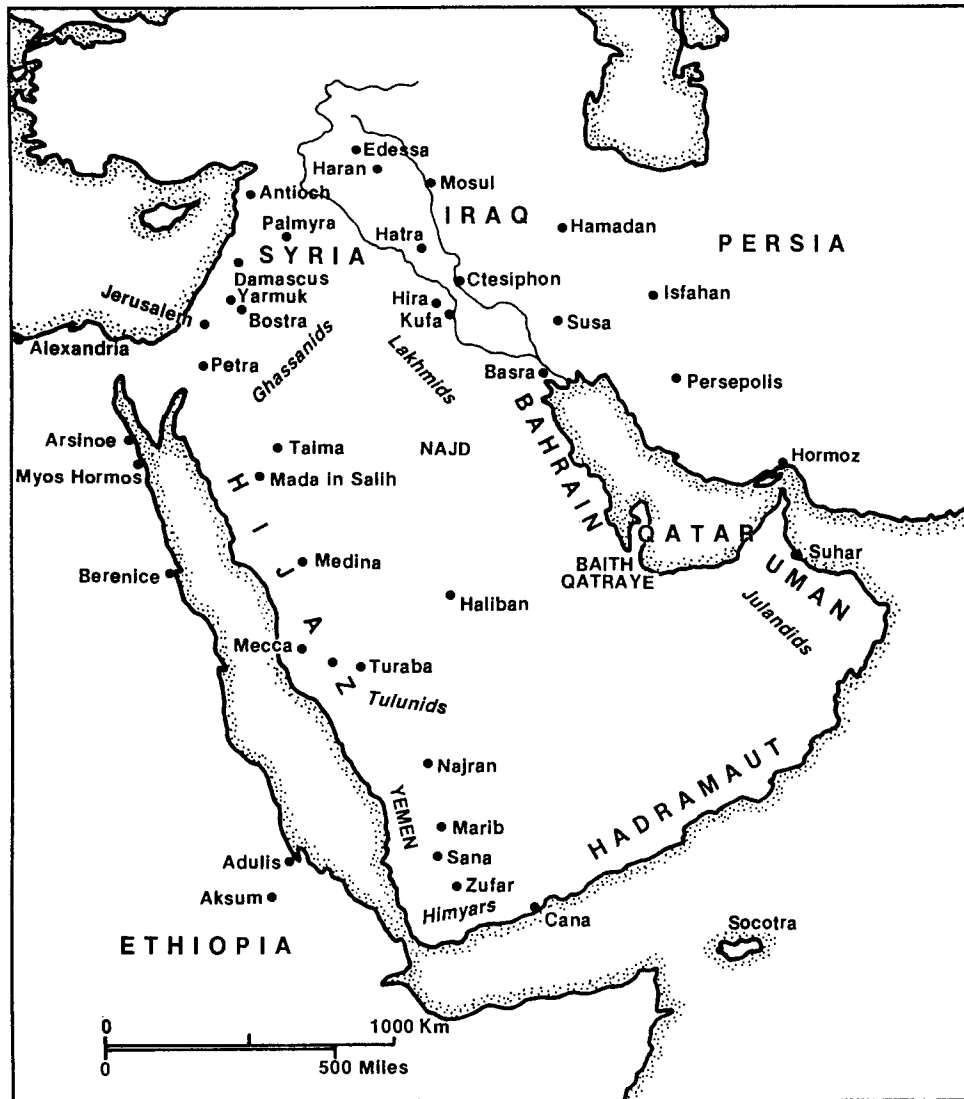 Edessa
Haran
Mosul
Antioch
IRAQ
Hamadan
Palmyra
Hatra
PERSIA
SYRIA
Damascus
Ctesiphon
Isfahan
Yarmuk
Jerusalem
Bostra
Hira
Kufa
Susa
Alexandria
Ghassanids
Lakhmids
Petra
Basra
Persepolis
BAHRAIN
Arsinoe
Taima
NAJD
Hormoz
Myos Hormos
Mada In Salih
HIJAZ
QATAR
Suhar
Medina
BAITH
QATRAYE
UMAN
Berenice
Haliban
Julandids
Mecca
Turaba
Tulunids
Najran
HADRAMAUT
YEMEN
Marib
Adulis
Sana
Zufar
Aksum
Himyars
Cana
Socotra
ETHIOPIA
0 1000 Km
0 500 Miles